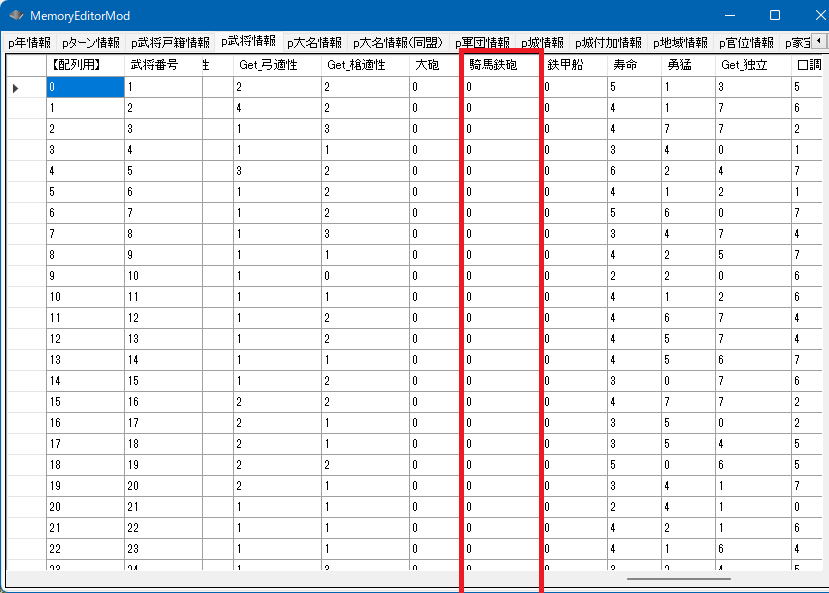 MemoryEditorMod
p年情報 pターン情報 p武将戸籍情報 p武将情報 p大名情報 p大名情報(同盟) p軍団情報 p城情報 p城付加情報 p地域情報 p官位情報 p家宝
【配列用】 武将番号 性 Get_弓適性 Get_槍適性 大砲 騎馬鉄砲 鉄甲船 寿命 勇猛 Get_独立 口調
0 1 2 2 0 0 0 5 1 3 5
1 2 4 2 0 0 0 4 1 7 6
2 3 1 3 0 0 0 4 7 7 2
3 4 1 1 0 0 0 3 4 0 1
4 5 3 2 0 0 0 6 2 4 7
5 6 1 2 0 0 0 4 1 2 1
6 7 1 2 0 0 0 5 6 0 7
7 8 1 3 0 0 0 3 4 7 4
8 9 1 1 0 0 0 4 2 5 7
9 10 1 0 0 0 0 2 2 0 6
10 11 1 1 0 0 0 4 1 2 6
11 12 1 2 0 0 0 4 6 7 4
12 13 1 2 0 0 0 4 5 7 4
13 14 1 1 0 0 0 4 5 6 7
14 15 1 2 0 0 0 3 0 7 6
15 16 2 2 0 0 0 4 7 7 2
16 17 2 1 0 0 0 3 5 0 2
17 18 2 1 0 0 0 3 5 4 5
18 19 2 2 0 0 0 5 0 6 5
19 20 2 1 0 0 0 3 4 1 7
20 21 1 1 0 0 0 2 4 1 0
21 22 1 1 0 0 0 4 2 1 6
22 23 1 1 0 0 0 4 1 6 4
23 24 1 0 0 0